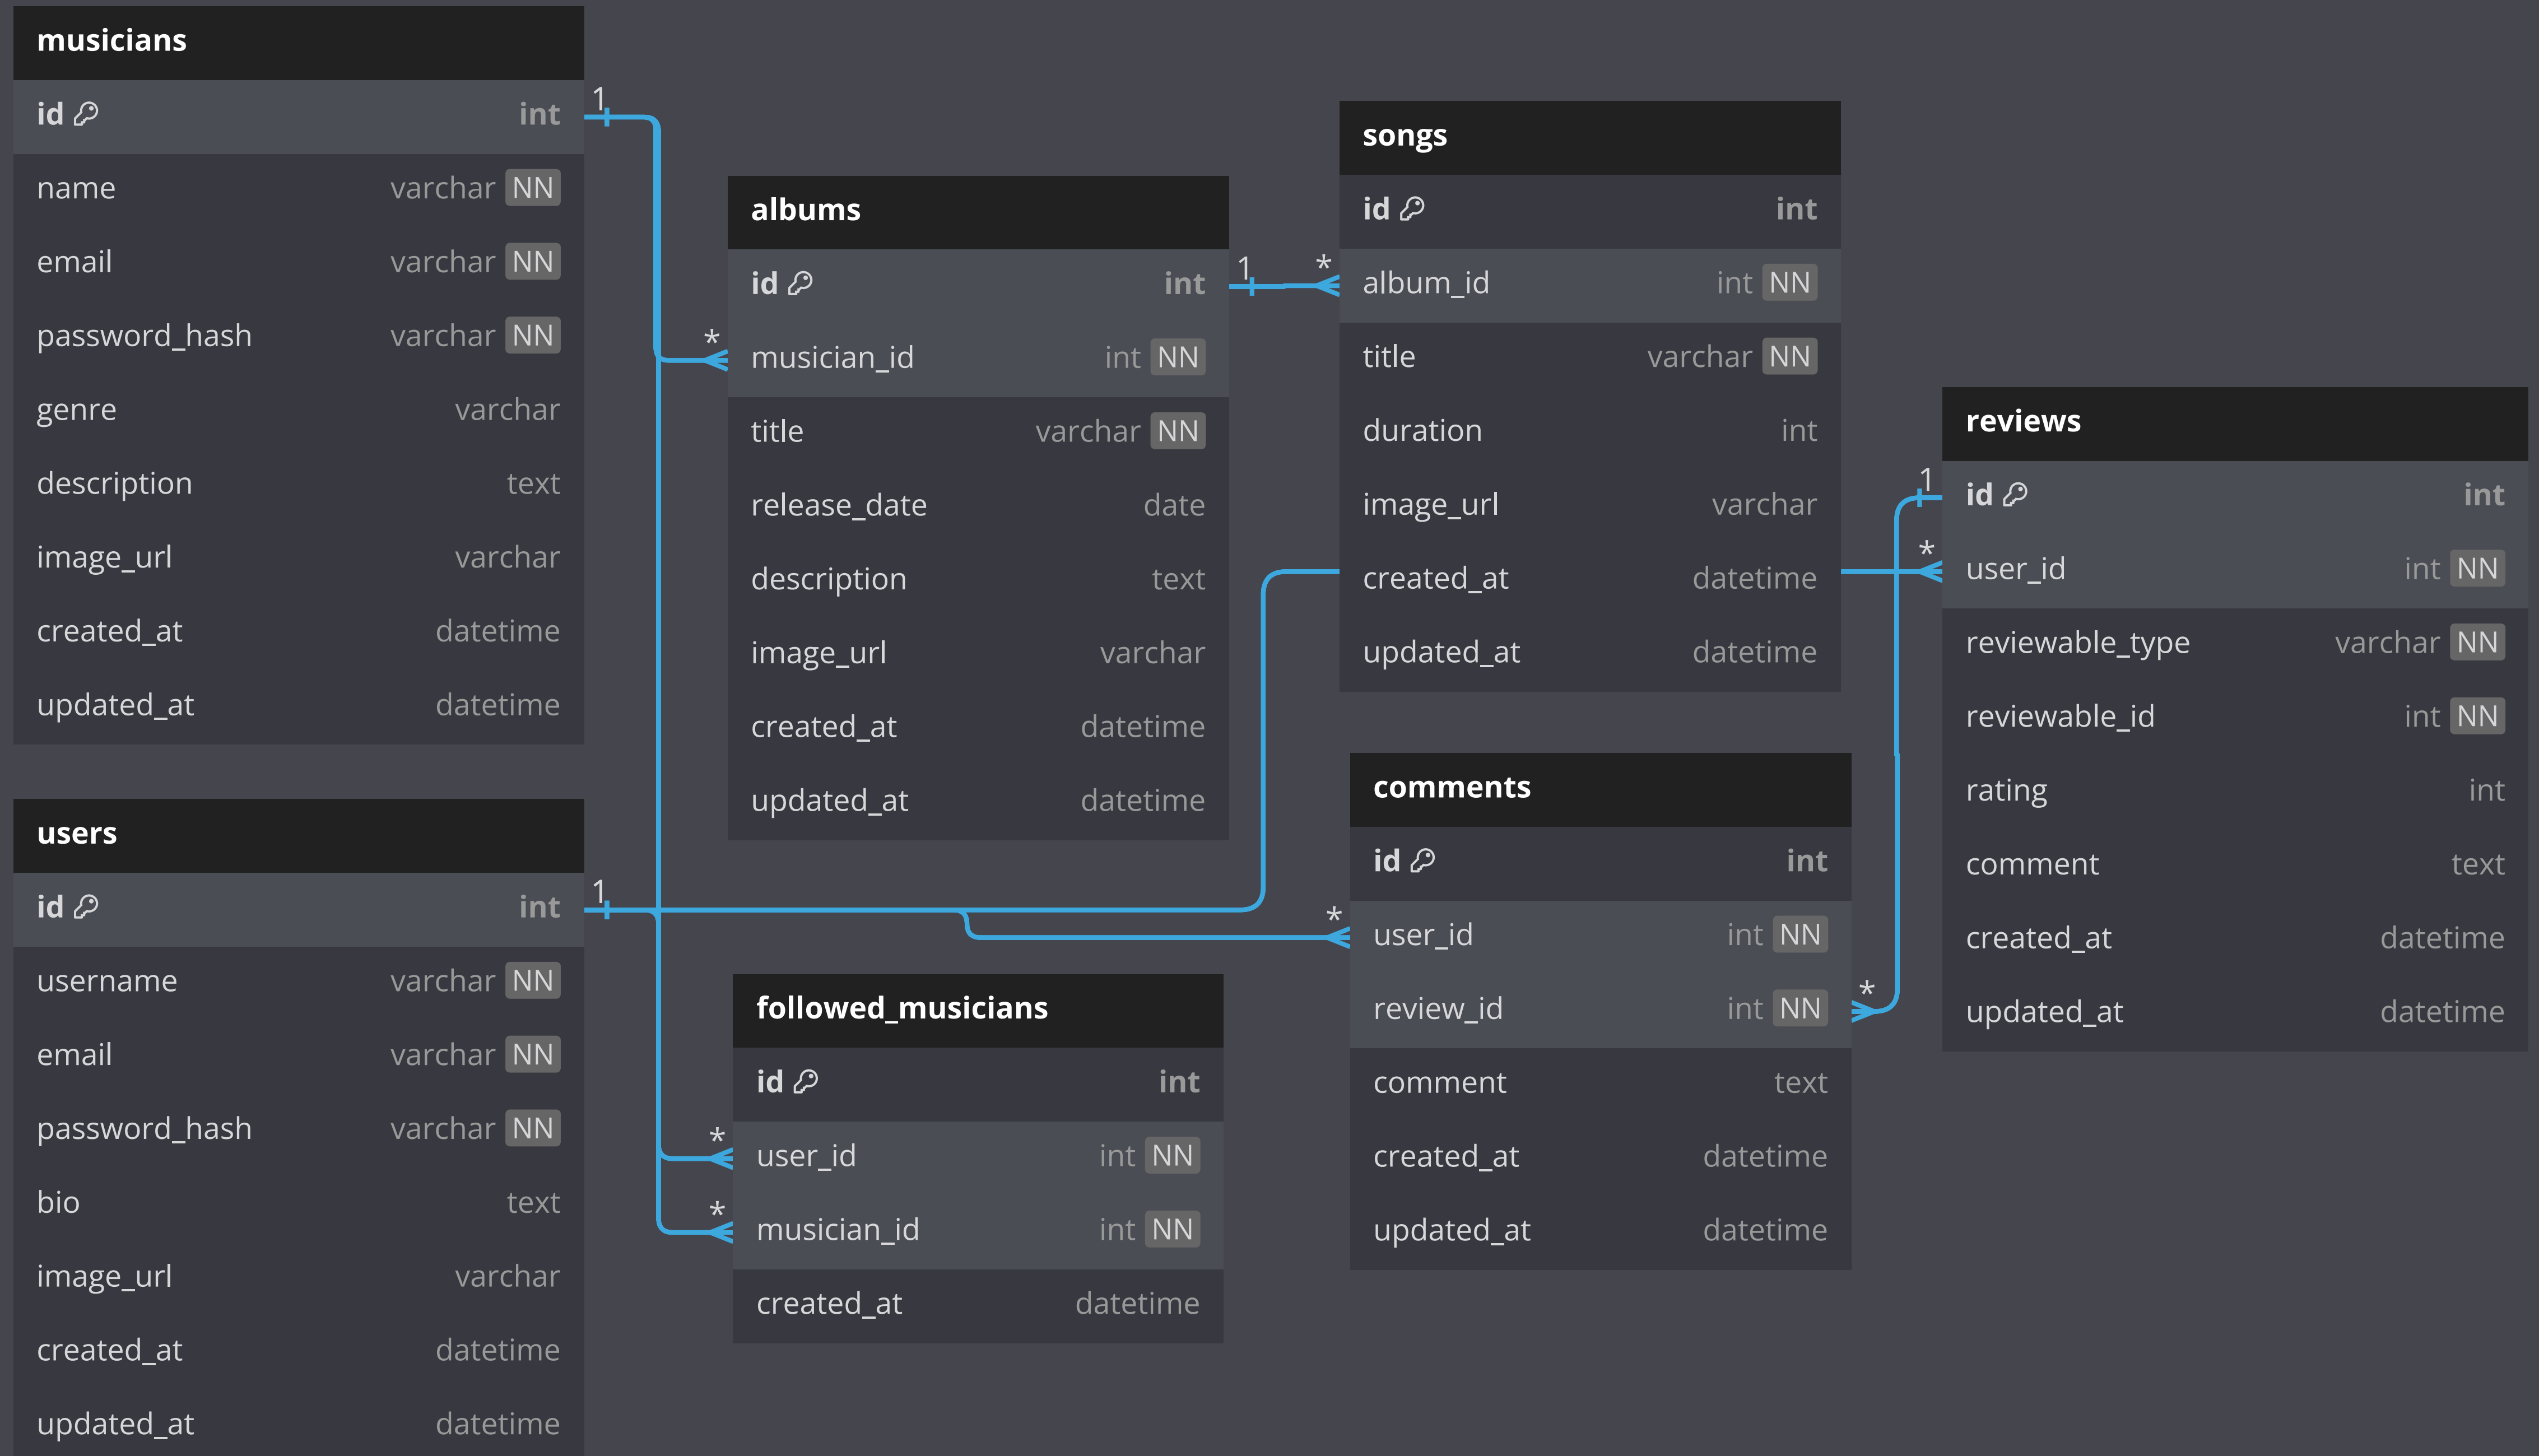 musicians
id int
name varchar NN
email varchar NN
password_hash varchar NN
genre varchar
description text
image_url varchar
created_at datetime
updated_at datetime
1
users
id int
username varchar NN
email varchar NN
password_hash varchar NN
bio text
image_url varchar
created_at datetime
updated_at datetime
1
albums
id int
* musician_id int NN
title varchar NN
release_date date
description text
image_url varchar
created_at datetime
updated_at datetime
1
followed_musicians
id int
* user_id int NN
* musician_id int NN
created_at datetime
songs
id int
* album_id int NN
title varchar NN
duration int
image_url varchar
created_at datetime
updated_at datetime
comments
id int
* user_id int NN
review_id int NN *
comment text
created_at datetime
updated_at datetime
reviews
1 id int
* user_id int NN
reviewable_type varchar NN
reviewable_id int NN
rating int
comment text
created_at datetime
updated_at datetime